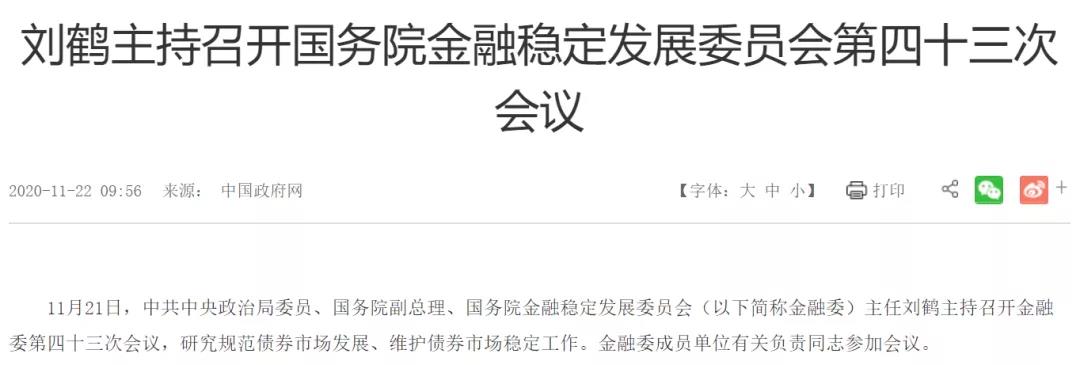 刘鹤主持召开国务院金融稳定发展委员会第四十三次
会议
2020-11-22 09:56 来源： 中国政府网 【字体：大 中 小】 打印
11月21日，中共中央政治局委员、国务院副总理、国务院金融稳定发展委员会（以下简称金融委）主任刘鹤主持召开金融
委第四十三次会议，研究规范债券市场发展、维护债券市场稳定工作。金融委成员单位有关负责同志参加会议。